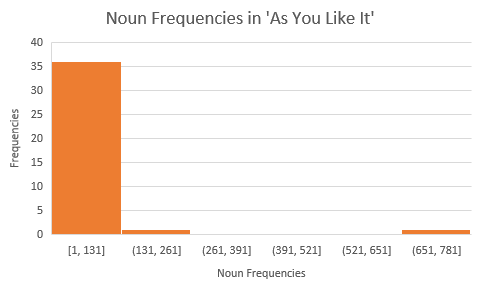 Noun Frequencies in 'As You Like It'
40
35
30
25
20
15
10
5
0
Frequencies
[1, 131] (131, 261] (261, 391] (391, 521] (521, 651] (651, 781]
Noun Frequencies